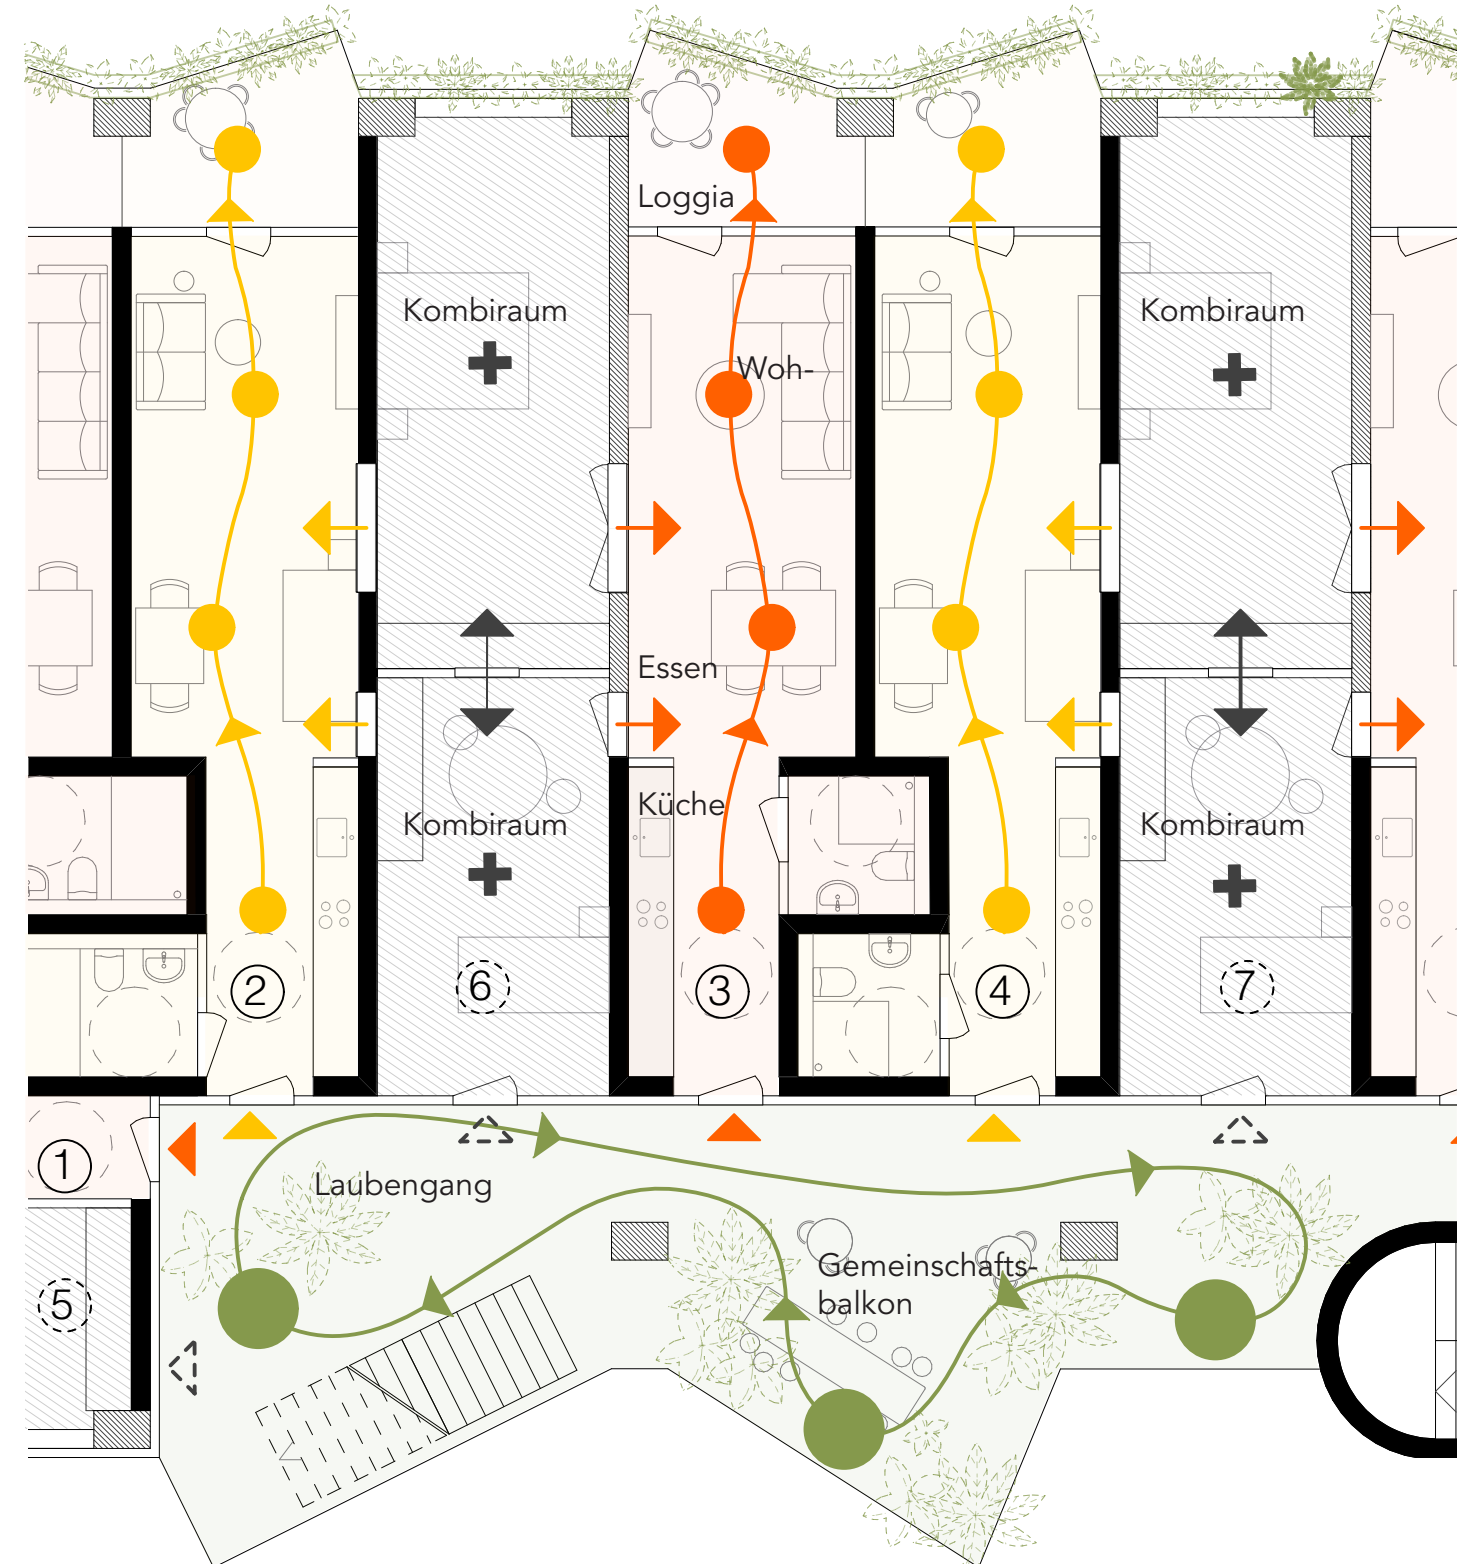 Loggia
Kombiraum
Kombiraum
Woh-
Essen
Küche
Kombiraum
Kombiraum
2
6
3
4
7
1
Laubengang
Gemeinschafts-
balkon
5